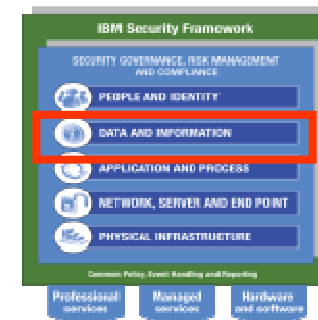 IBM Security Framework
SECURITY GOVERNANCE, RISK MANAGEMENT
AND COMPLIANCE
PEOPLE AND IDENTITY
DATA AND INFORMATION
APPLICATION AND PROCESS
NETWORK, SERVER AND END POINT
PHYSICAL INFRASTRUCTURE
Common Policy, Event Handling and Reporting
Professional services
Managed services
Hardware and software